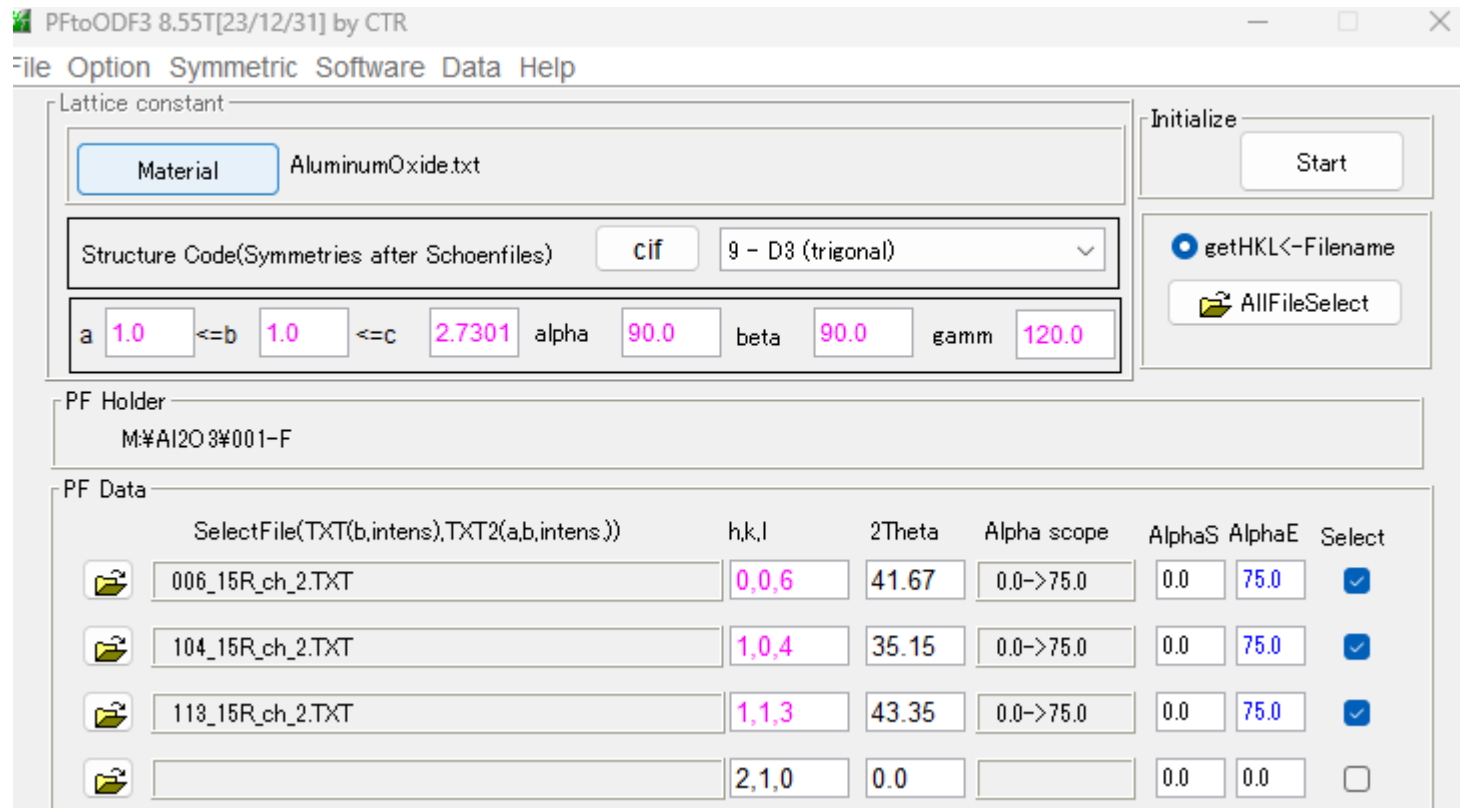 PFtoODF3 8.55T[23/12/31] by CTR
File Option Symmetric Software Data Help
Lattice constant
Initialize
Material AluminumOxide.txt
Start
Structure Code(Symmetries after Schoenfiles) cif 9 - D3 (trigonal)
getHKL<-Filename
AllFileSelect
a 1.0 <=b 1.0 <=c 2.7301 alpha 90.0 beta 90.0 gamm 120.0
PF Holder
M:¥Al2O3¥001-F
PF Data
SelectFile(TXT(b,intens),TXT2(a,b,intens.)) h,k,l 2Theta Alpha scope AlphaS AlphaE Select
006_15R_ch_2.TXT 0,0,6 41.67 0.0->75.0 0.0 75.0
104_15R_ch_2.TXT 1,0,4 35.15 0.0->75.0 0.0 75.0
113_15R_ch_2.TXT 1,1,3 43.35 0.0->75.0 0.0 75.0
2,1,0 0.0 0.0 0.0